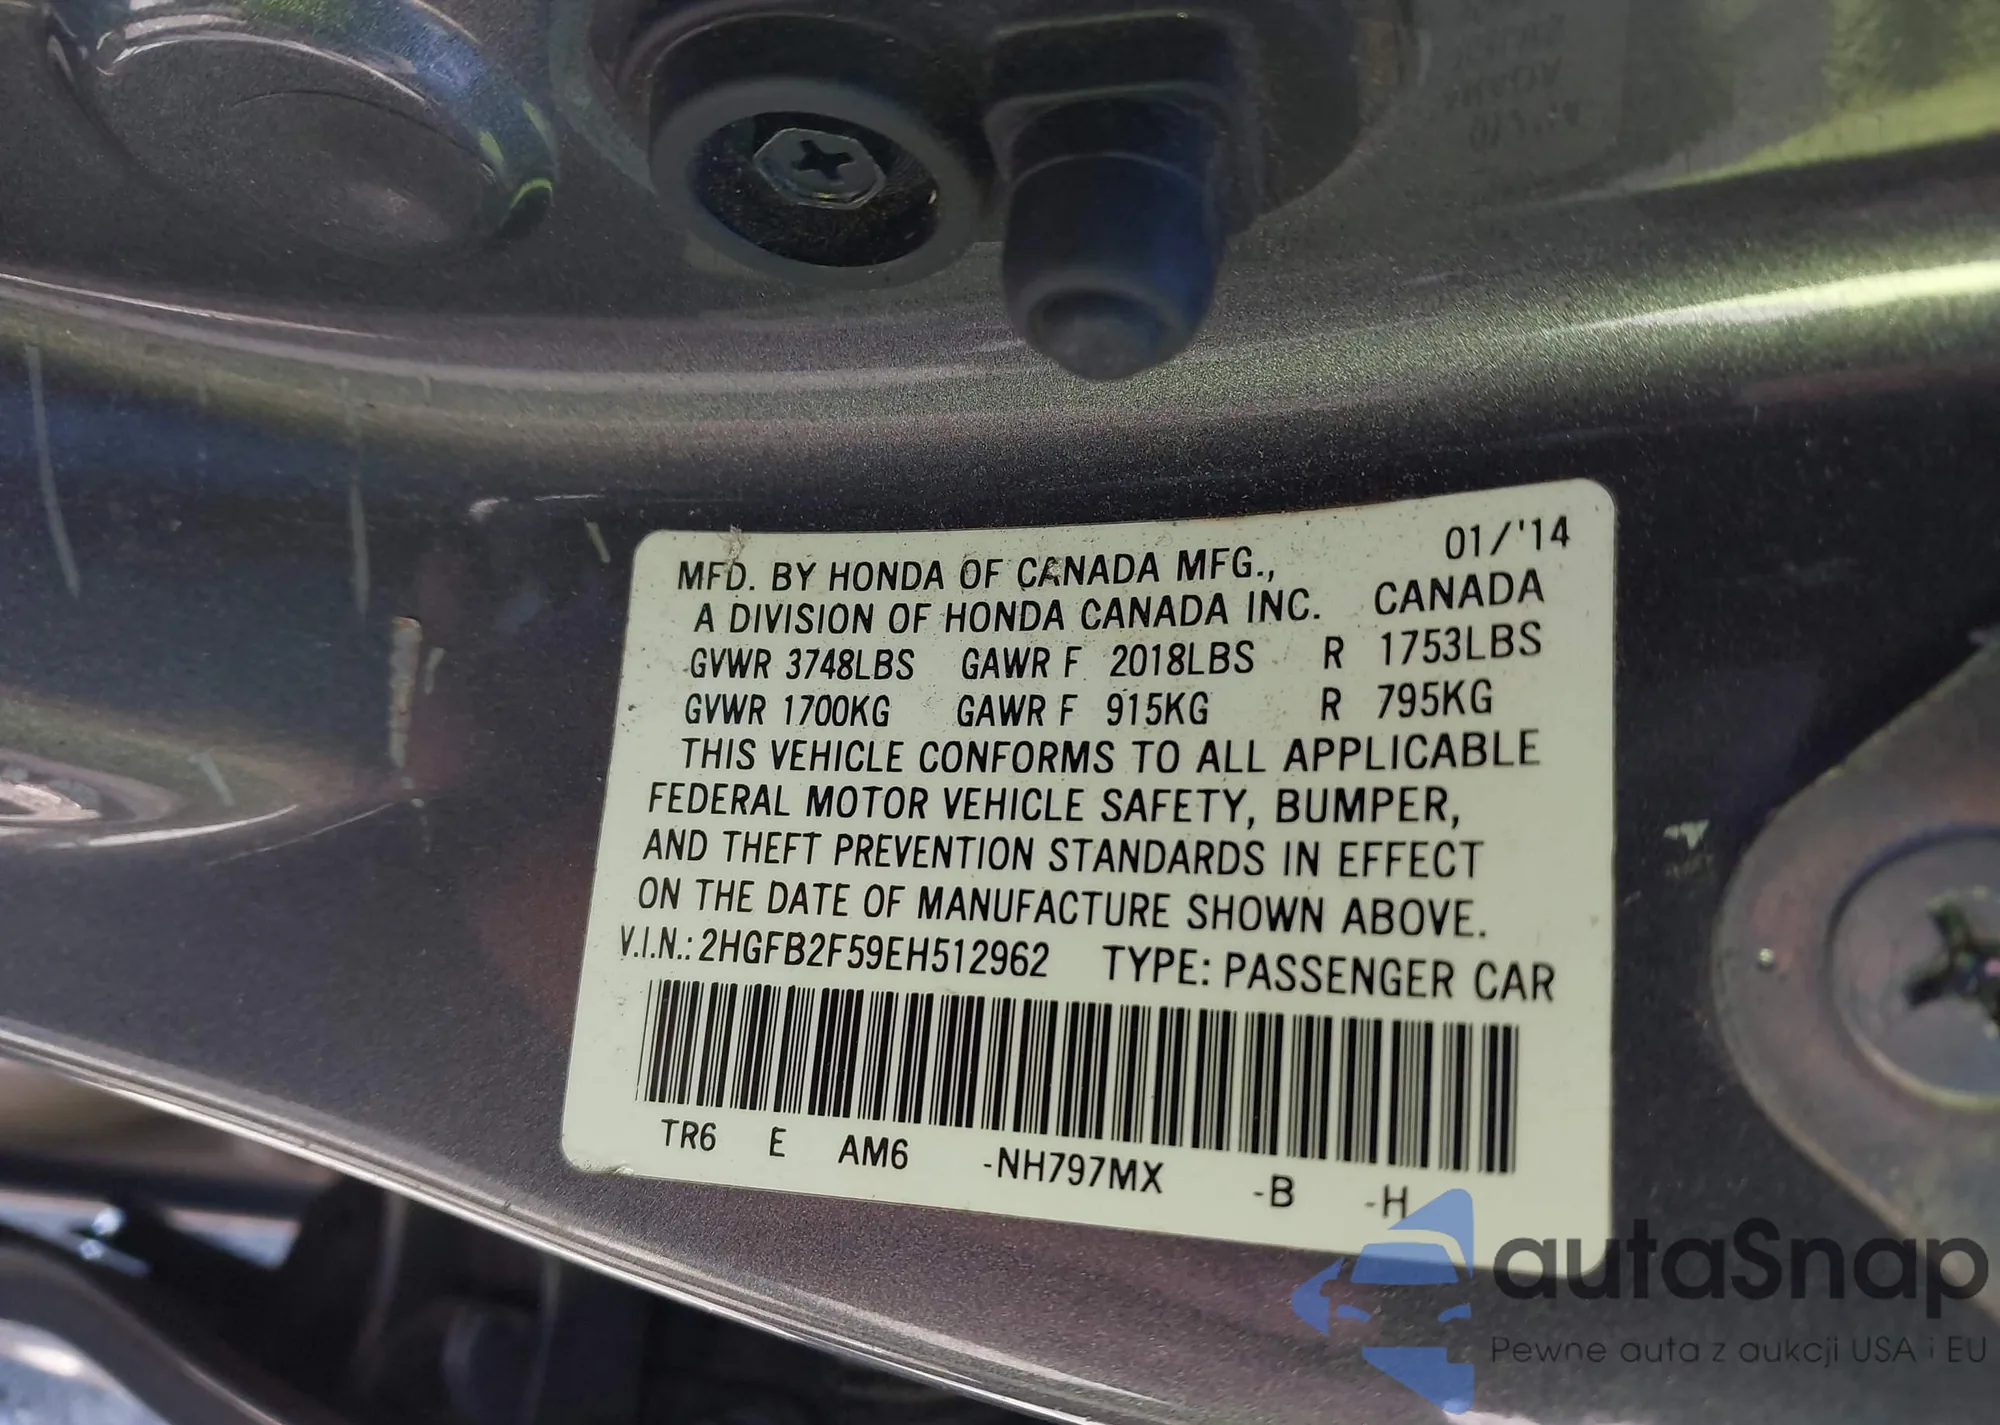 01/'14
MFD. BY HONDA OF CANADA MFG.,
A DIVISION OF HONDA CANADA INC. CANADA
GVWR 3748LBS GAWR F 2018LBS R 1753LBS
GVWR 1700KG GAWR F 915KG R 795KG
THIS VEHICLE CONFORMS TO ALL APPLICABLE
FEDERAL MOTOR VEHICLE SAFETY, BUMPER,
AND THEFT PREVENTION STANDARDS IN EFFECT
ON THE DATE OF MANUFACTURE SHOWN ABOVE.
V.I.N.: 2HGFB2F59EH512962 TYPE: PASSENGER CAR
TR6 E AM6 -NH797MX -B -H
autaSnap
Pewne auta z aukcji USA i EU